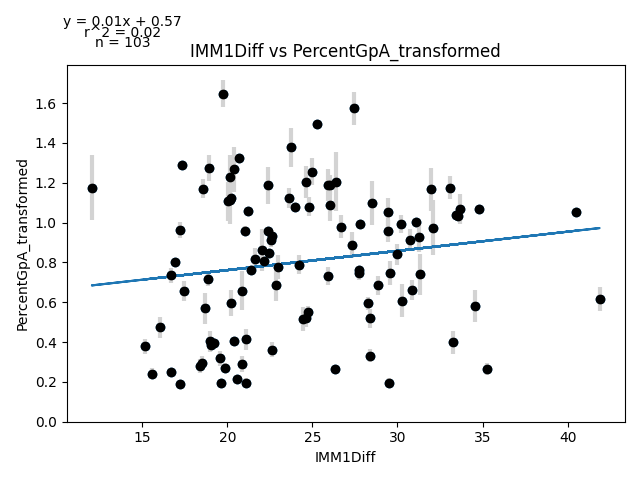 y = 0.01x + 0.57
r^2 = 0.02
n = 103
IMM1Diff vs PercentGpA_transformed
PercentGpA_transformed
1.6
1.4
1.2
1.0
0.8
0.6
0.4
0.2
0.0
15 20 25 30 35 40
IMM1Diff